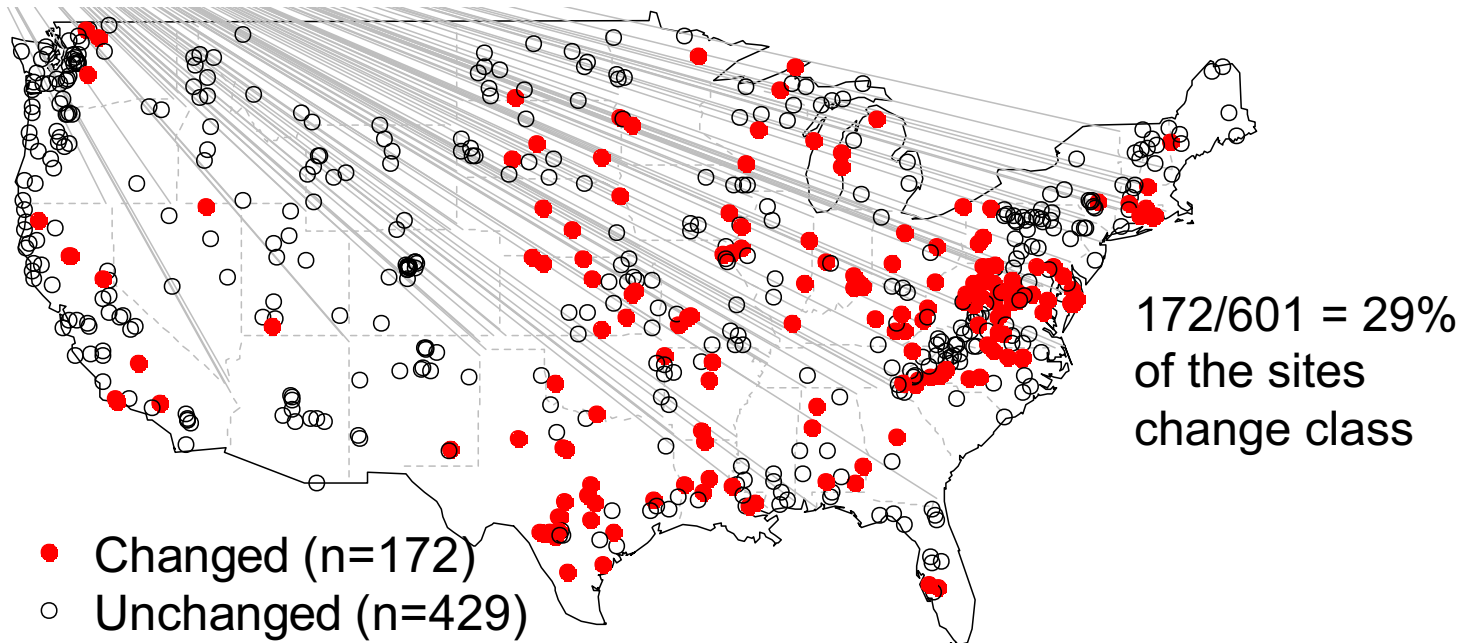 172/601 = 29%
of the sites
change class
Changed (n=172)
Unchanged (n=429)